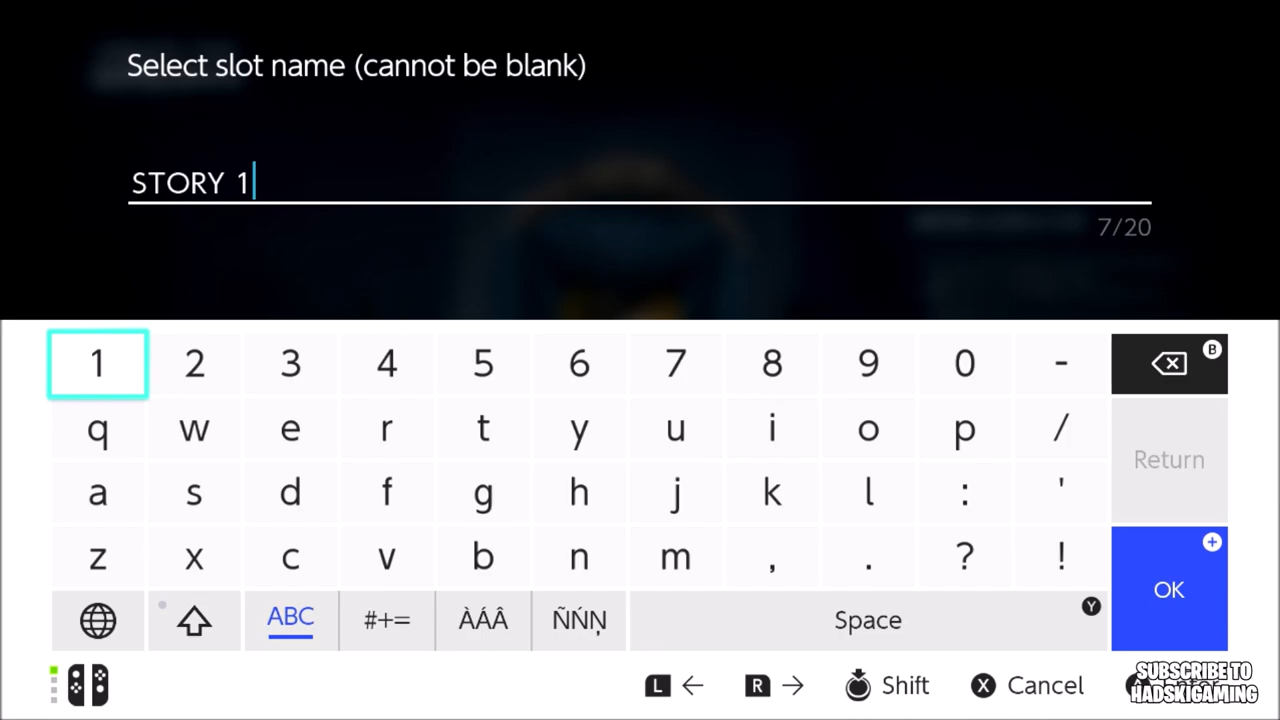 Select slot name (cannot be blank)
STORY 1
7/20
1 2 3 4 5 6 7 8 9 0 - B
q w e r t y u i o p /
Return
a s d f g h j k l : '
z x c v b n m , . ? ! +
OK
ABC #+= ÀÁÂ ÑŃŅ Space Y
L ← R → Shift X Cancel
SUBSCRIBE TO
HADSKIGAMING